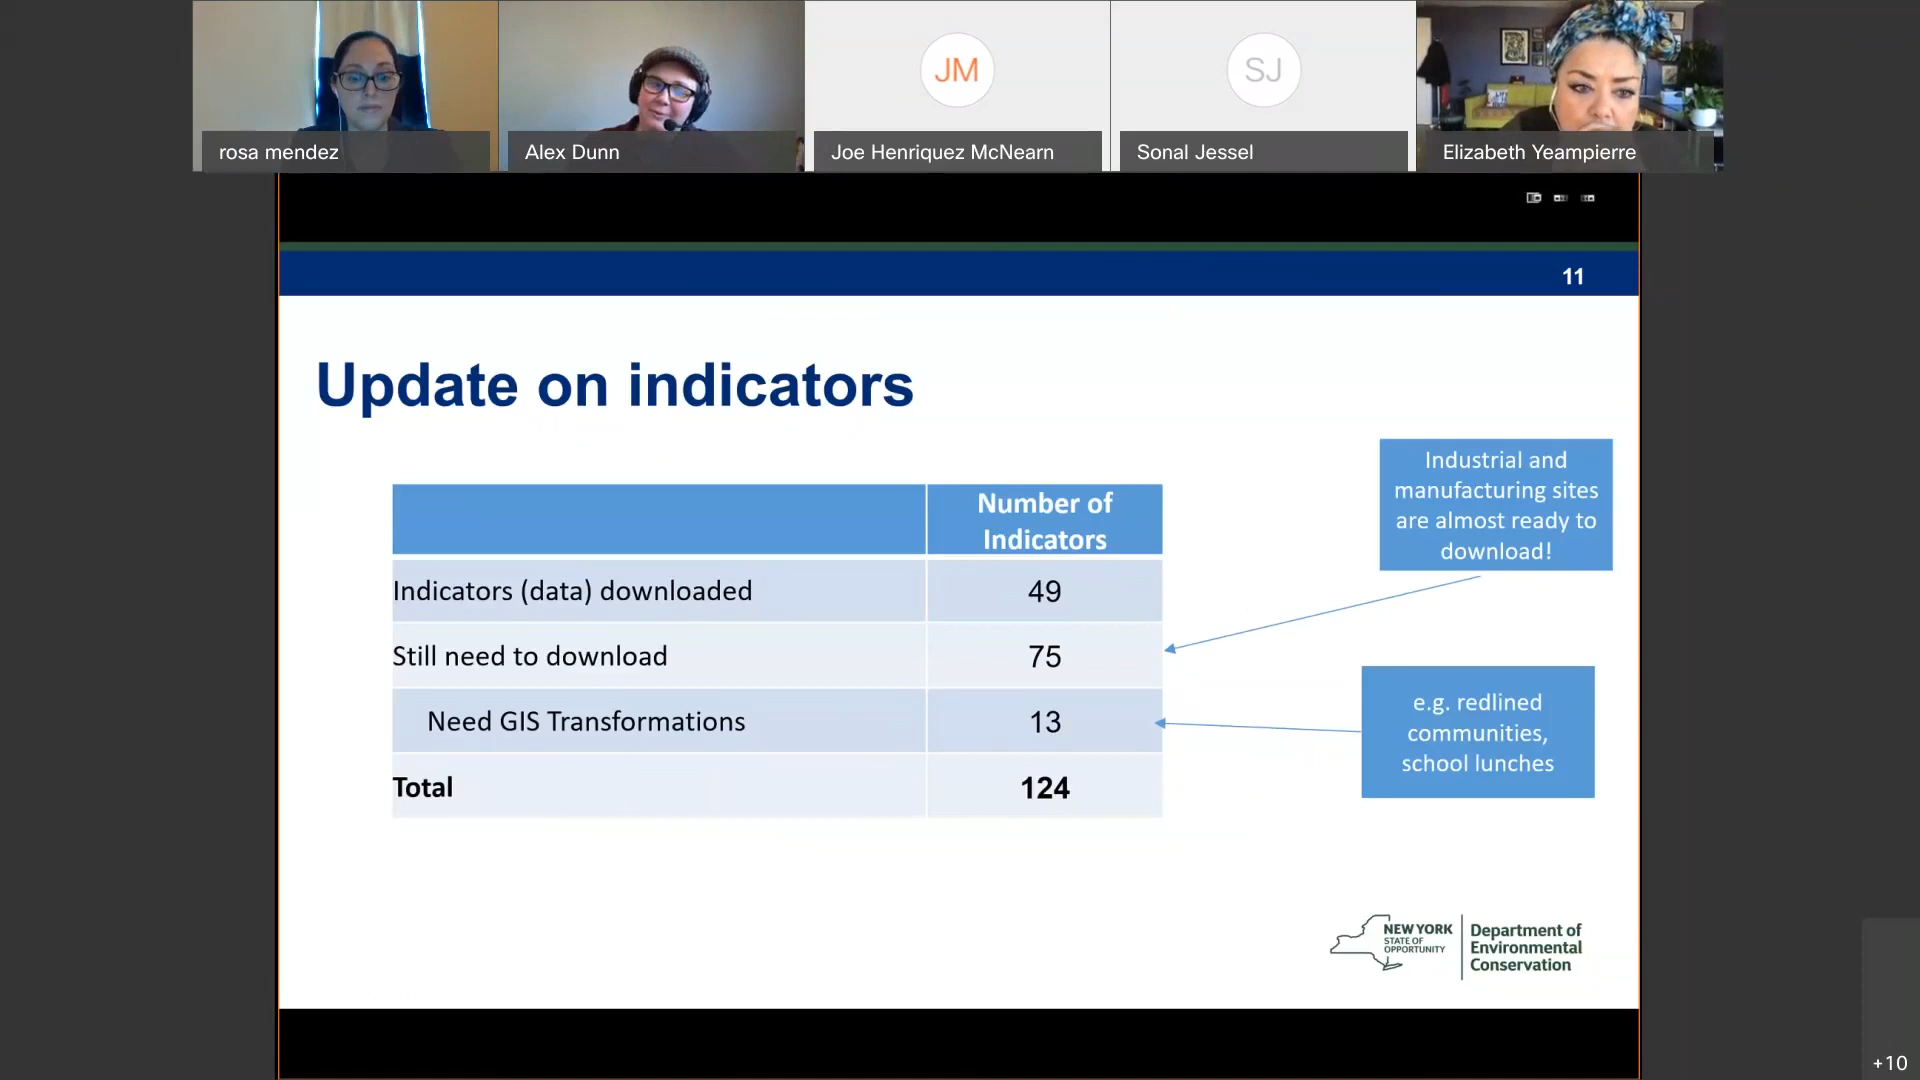 rosa mendez
Alex Dunn
JM
Joe Henriquez McNearn
SJ
Sonal Jessel
Elizabeth Yeampierre
11
Update on indicators
Number of
Indicators
Indicators (data) downloaded 49
Still need to download 75
Need GIS Transformations 13
Total 124
Industrial and
manufacturing sites
are almost ready to
download!
e.g. redlined
communities,
school lunches
NEW YORK
STATE OF
OPPORTUNITY
Department of
Environmental
Conservation
+10